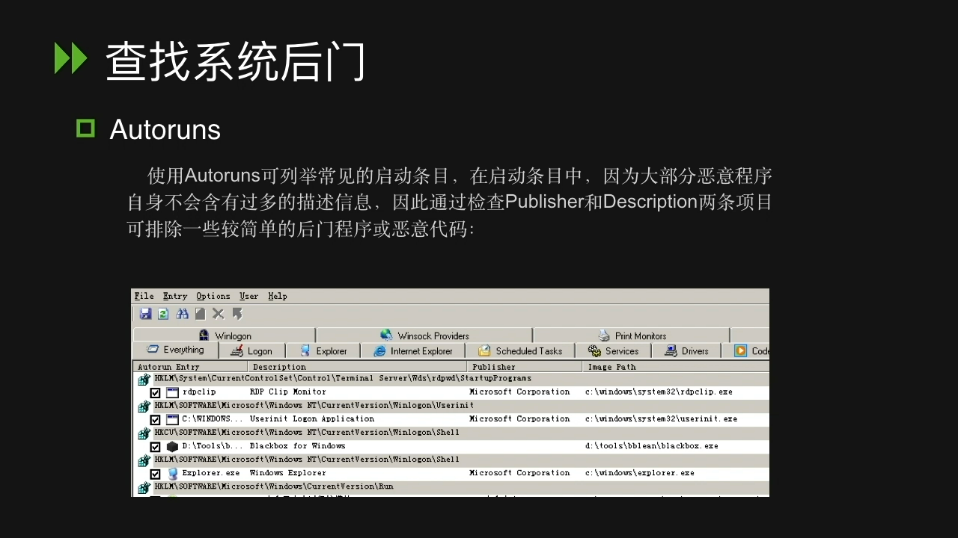 查找系统后门
Autoruns
使用Autoruns可列举常见的启动条目，在启动条目中，因为大部分恶意程序
自身不会含有过多的描述信息，因此通过检查Publisher和Description两条项目
可排除一些较简单的后门程序或恶意代码：
File Entry Options User Help
Winlogon Winsock Providers Print Monitors
Everything Logon Explorer Internet Explorer Scheduled Tasks Services Drivers Code
Autorun Entry Description Publisher Image Path
HKLM\System\CurrentControlSet\Control\Terminal Server\Wds\rdpwd\StartupPrograms
rdpclip RDP Clip Monitor Microsoft Corporation c:\windows\system32\rdpclip.exe
HKLM\SOFTWARE\Microsoft\Windows NT\CurrentVersion\Winlogon\Userinit
C:\WINDOWS... Userinit Logon Application Microsoft Corporation c:\windows\system32\userinit.exe
HKCU\SOFTWARE\Microsoft\Windows NT\CurrentVersion\Winlogon\Shell
D:\Tools\b... Blackbox for Windows d:\tools\bblean\blackbox.exe
HKLM\SOFTWARE\Microsoft\Windows NT\CurrentVersion\Winlogon\Shell
Explorer.exe Windows Explorer Microsoft Corporation c:\windows\explorer.exe
HKLM\SOFTWARE\Microsoft\Windows\CurrentVersion\Run